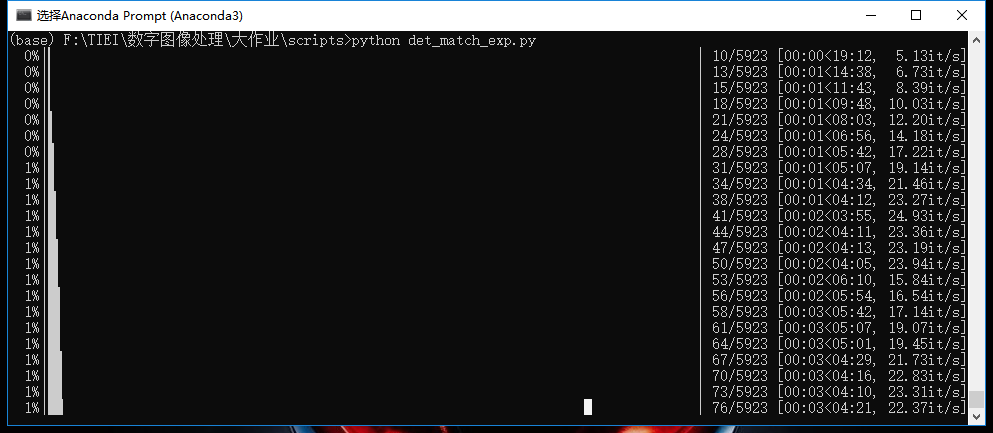 选择Anaconda Prompt (Anaconda3)
(base) F:\TIEI\数字图像处理\大作业\scripts>python det_match_exp.py
0%| | 10/5923 [00:00<19:12, 5.13it/s]
0%| | 13/5923 [00:01<14:38, 6.73it/s]
0%| | 15/5923 [00:01<11:43, 8.39it/s]
0%| | 18/5923 [00:01<09:48, 10.03it/s]
0%| | 21/5923 [00:01<08:03, 12.20it/s]
0%| | 24/5923 [00:01<06:56, 14.18it/s]
0%| | 28/5923 [00:01<05:42, 17.22it/s]
1%| | 31/5923 [00:01<05:07, 19.14it/s]
1%| | 34/5923 [00:01<04:34, 21.46it/s]
1%| | 38/5923 [00:01<04:12, 23.27it/s]
1%| | 41/5923 [00:02<03:55, 24.93it/s]
1%| | 44/5923 [00:02<04:11, 23.36it/s]
1%| | 47/5923 [00:02<04:13, 23.19it/s]
1%| | 50/5923 [00:02<04:05, 23.94it/s]
1%| | 53/5923 [00:02<06:10, 15.84it/s]
1%| | 56/5923 [00:02<05:54, 16.54it/s]
1%| | 58/5923 [00:03<05:42, 17.14it/s]
1%| | 61/5923 [00:03<05:07, 19.07it/s]
1%| | 64/5923 [00:03<05:01, 19.45it/s]
1%| | 67/5923 [00:03<04:29, 21.73it/s]
1%| | 70/5923 [00:03<04:16, 22.83it/s]
1%| | 73/5923 [00:03<04:10, 23.31it/s]
1%| | 76/5923 [00:03<04:21, 22.37it/s]